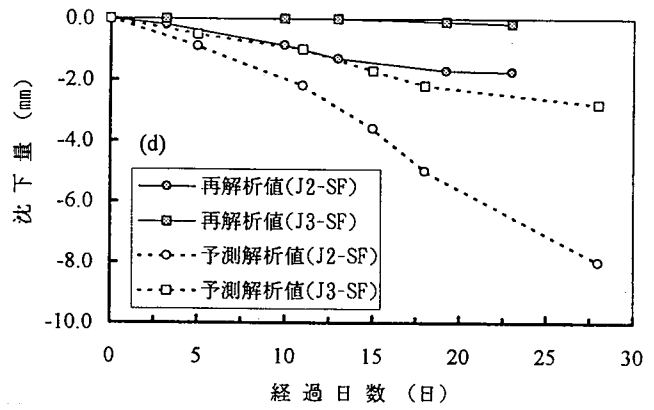 0.0
-2.0
-4.0
-6.0
-8.0
-10.0
沈下量 (mm)
(d)
再解析値(J2-SF)
再解析値(J3-SF)
予測解析値(J2-SF)
予測解析値(J3-SF)
0 5 10 15 20 25 30
経過日数 (日)